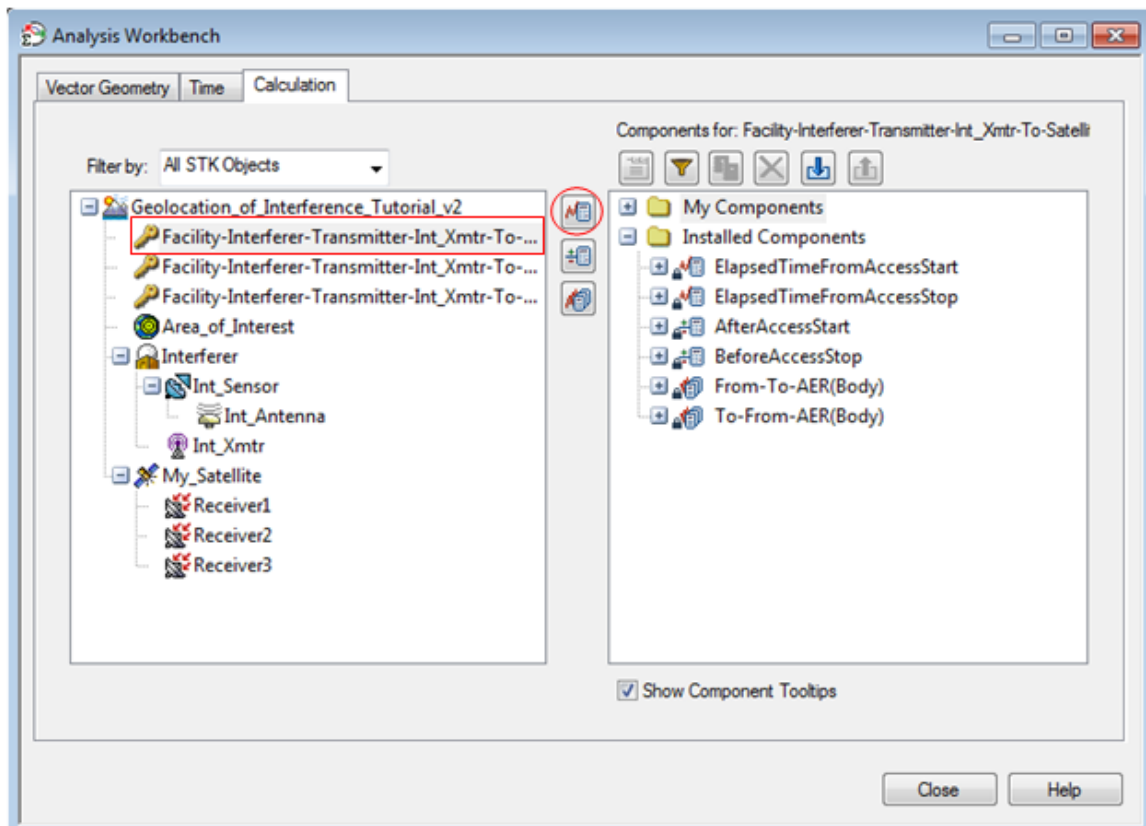 Analysis Workbench
Vector Geometry
Time
Calculation
Components for: Facility-Interferer-Transmitter-Int_Xmtr-To-Satelli
Filter by: All STK Objects
Geolocation_of_Interference_Tutorial_v2
Facility-Interferer-Transmitter-Int_Xmtr-To-...
Facility-Interferer-Transmitter-Int_Xmtr-To-...
Facility-Interferer-Transmitter-Int_Xmtr-To-...
Area_of_Interest
Interferer
Int_Sensor
Int_Antenna
Int_Xmtr
My_Satellite
Receiver1
Receiver2
Receiver3
My Components
Installed Components
ElapsedTimeFromAccessStart
ElapsedTimeFromAccessStop
AfterAccessStart
BeforeAccessStop
From-To-AER(Body)
To-From-AER(Body)
Show Component Tooltips
Close
Help